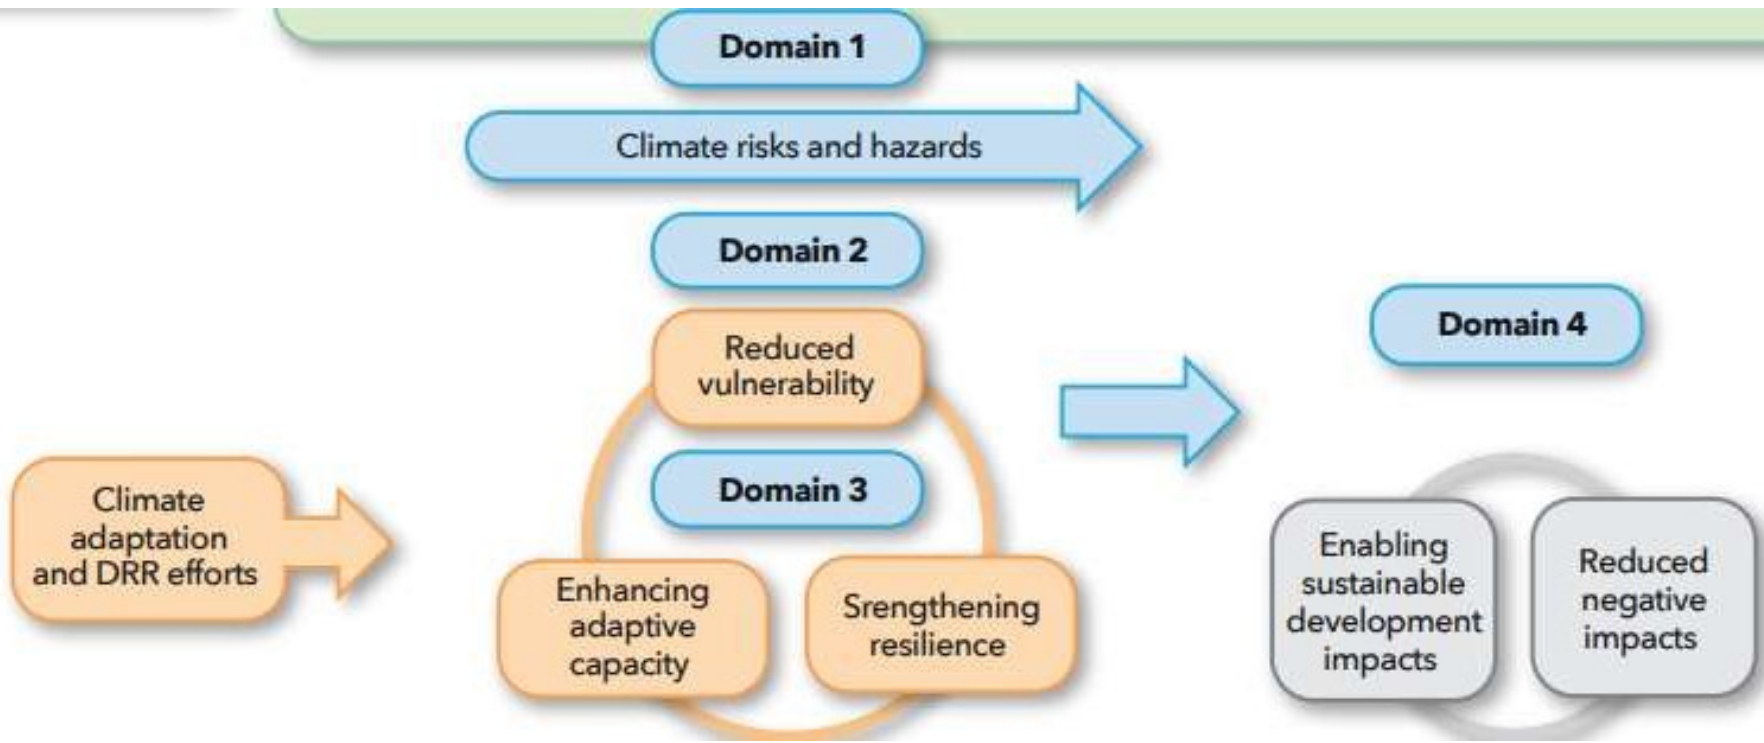 Domain 1
Climate risks and hazards
Domain 2
Reduced
vulnerability
Domain 3
Climate
adaptation
and DRR efforts
Enhancing
adaptive
capacity
Srengthening
resilience
Domain 4
Enabling
sustainable
development
impacts
Reduced
negative
impacts